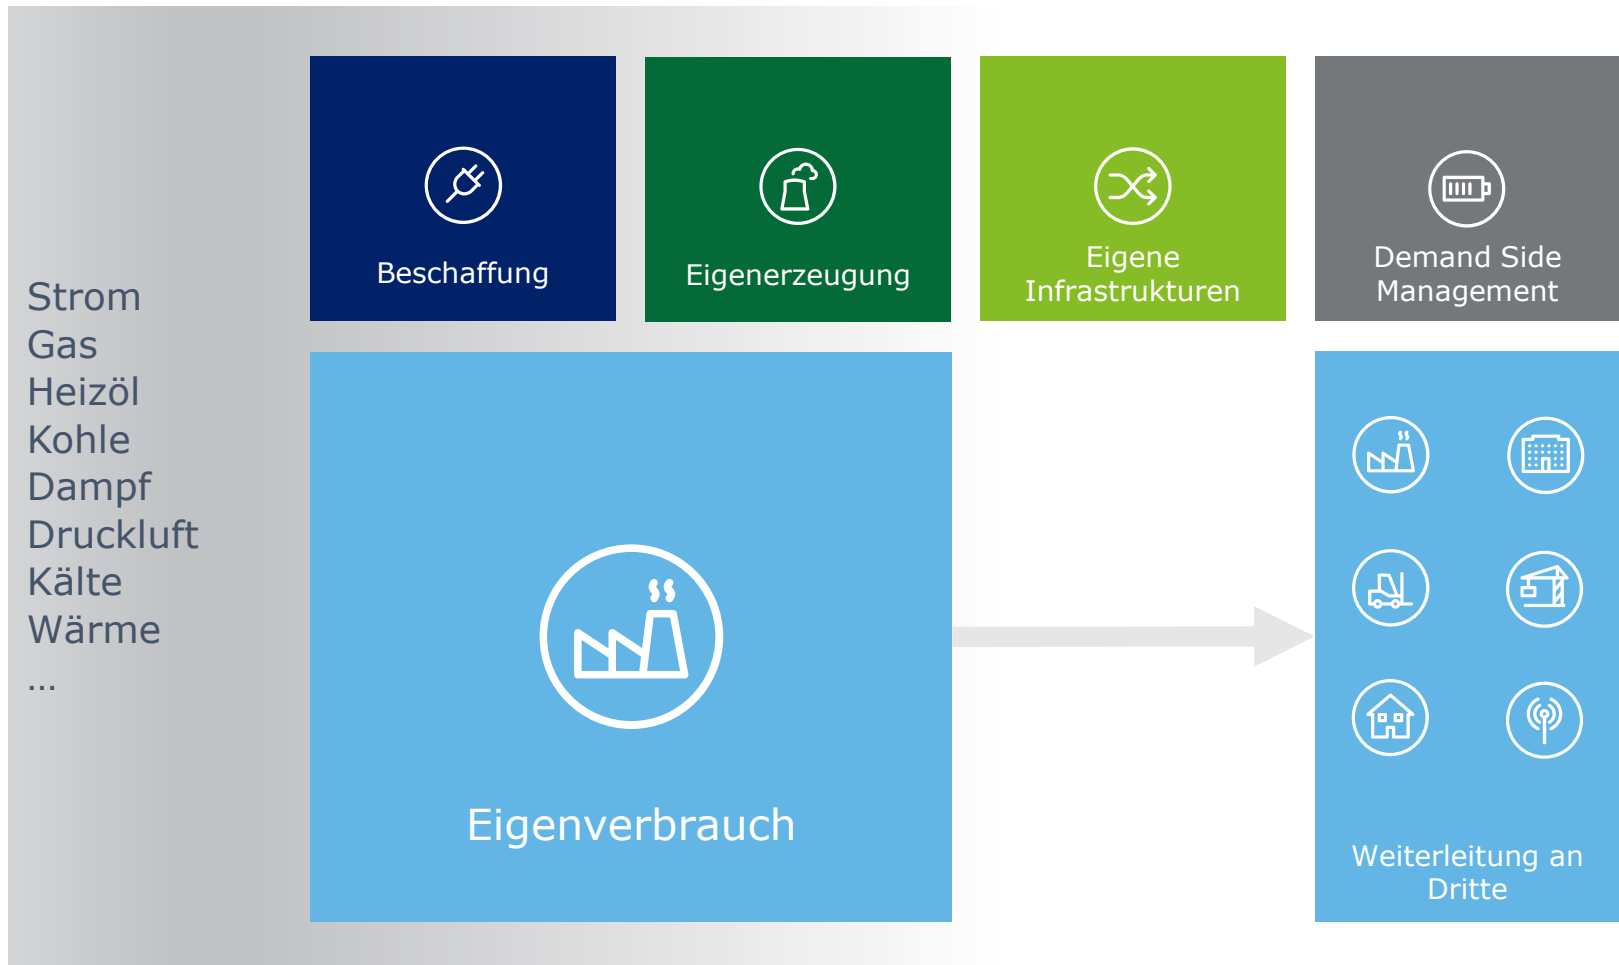 Strom
Gas
Heizöl
Kohle
Dampf
Druckluft
Kälte
Wärme
...
Beschaffung
Eigenerzeugung
Eigene
Infrastrukturen
Demand Side
Management
Eigenverbrauch
Weiterleitung an
Dritte